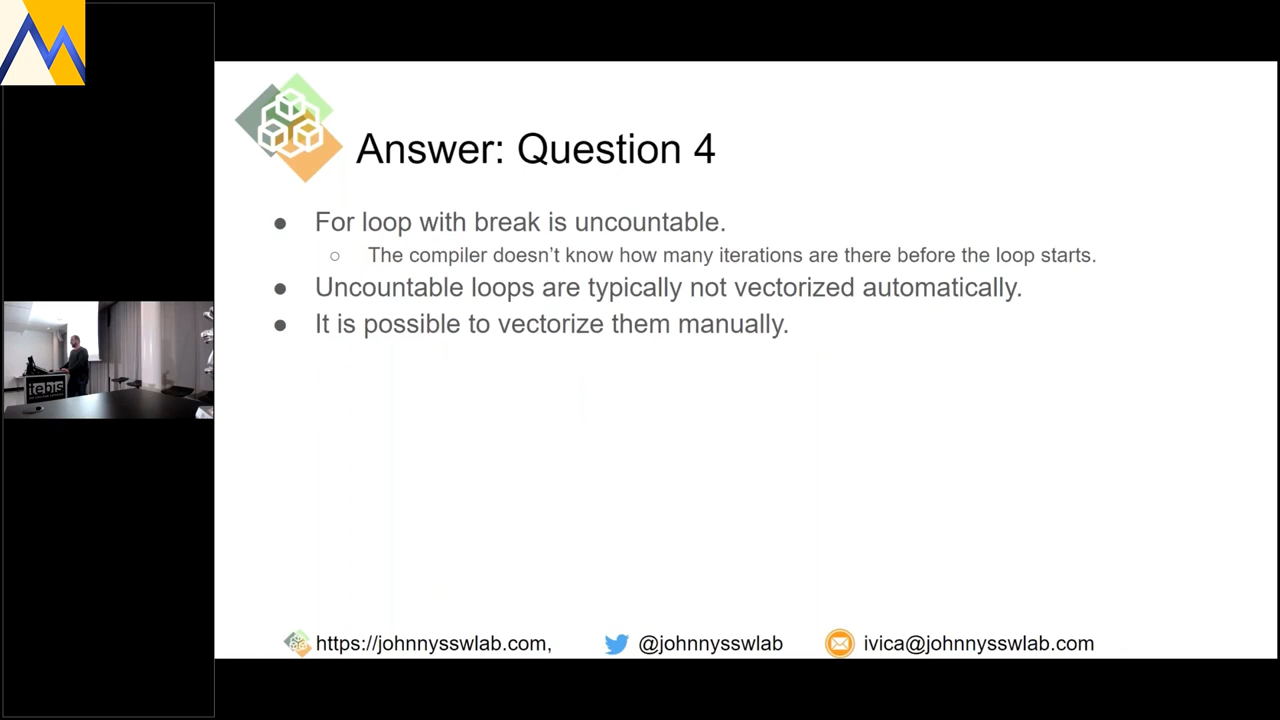 Answer: Question 4
● For loop with break is uncountable.
○ The compiler doesn’t know how many iterations are there before the loop starts.
● Uncountable loops are typically not vectorized automatically.
● It is possible to vectorize them manually.
tebis
https://johnnysswlab.com, @johnnysswlab ivica@johnnysswlab.com